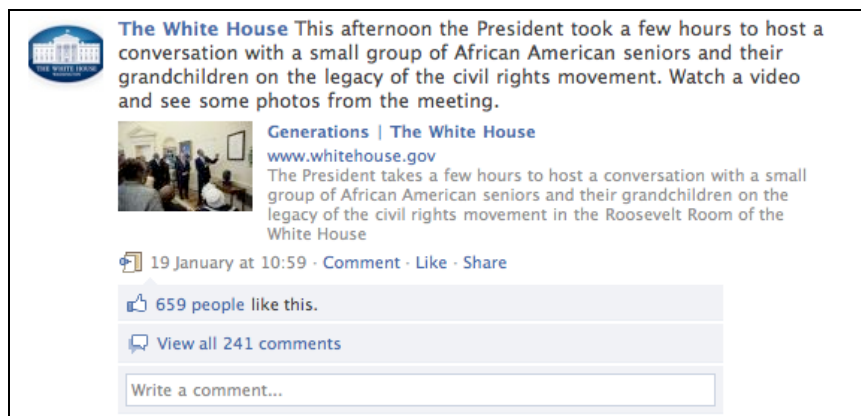 The White House This afternoon the President took a few hours to host a
conversation with a small group of African American seniors and their
grandchildren on the legacy of the civil rights movement. Watch a video
and see some photos from the meeting.
THE WHITE HOUSE
WASHINGTON
Generations | The White House
www.whitehouse.gov
The President takes a few hours to host a conversation with a small
group of African American seniors and their grandchildren on the
legacy of the civil rights movement in the Roosevelt Room of the
White House
19 January at 10:59 · Comment · Like · Share
659 people like this.
View all 241 comments
Write a comment...